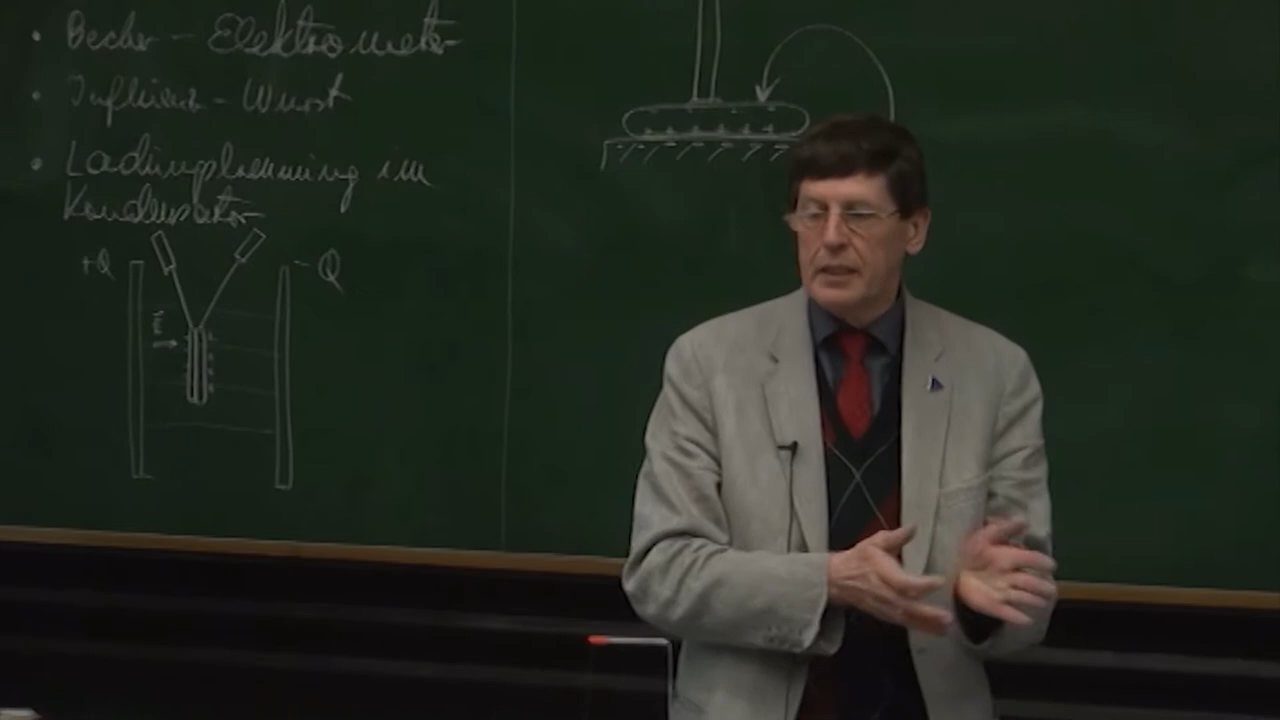 • Becher - Elektrometer
• Influenz - Wurst
• Ladungstrennung im
Kondensator
+Q
-Q
E